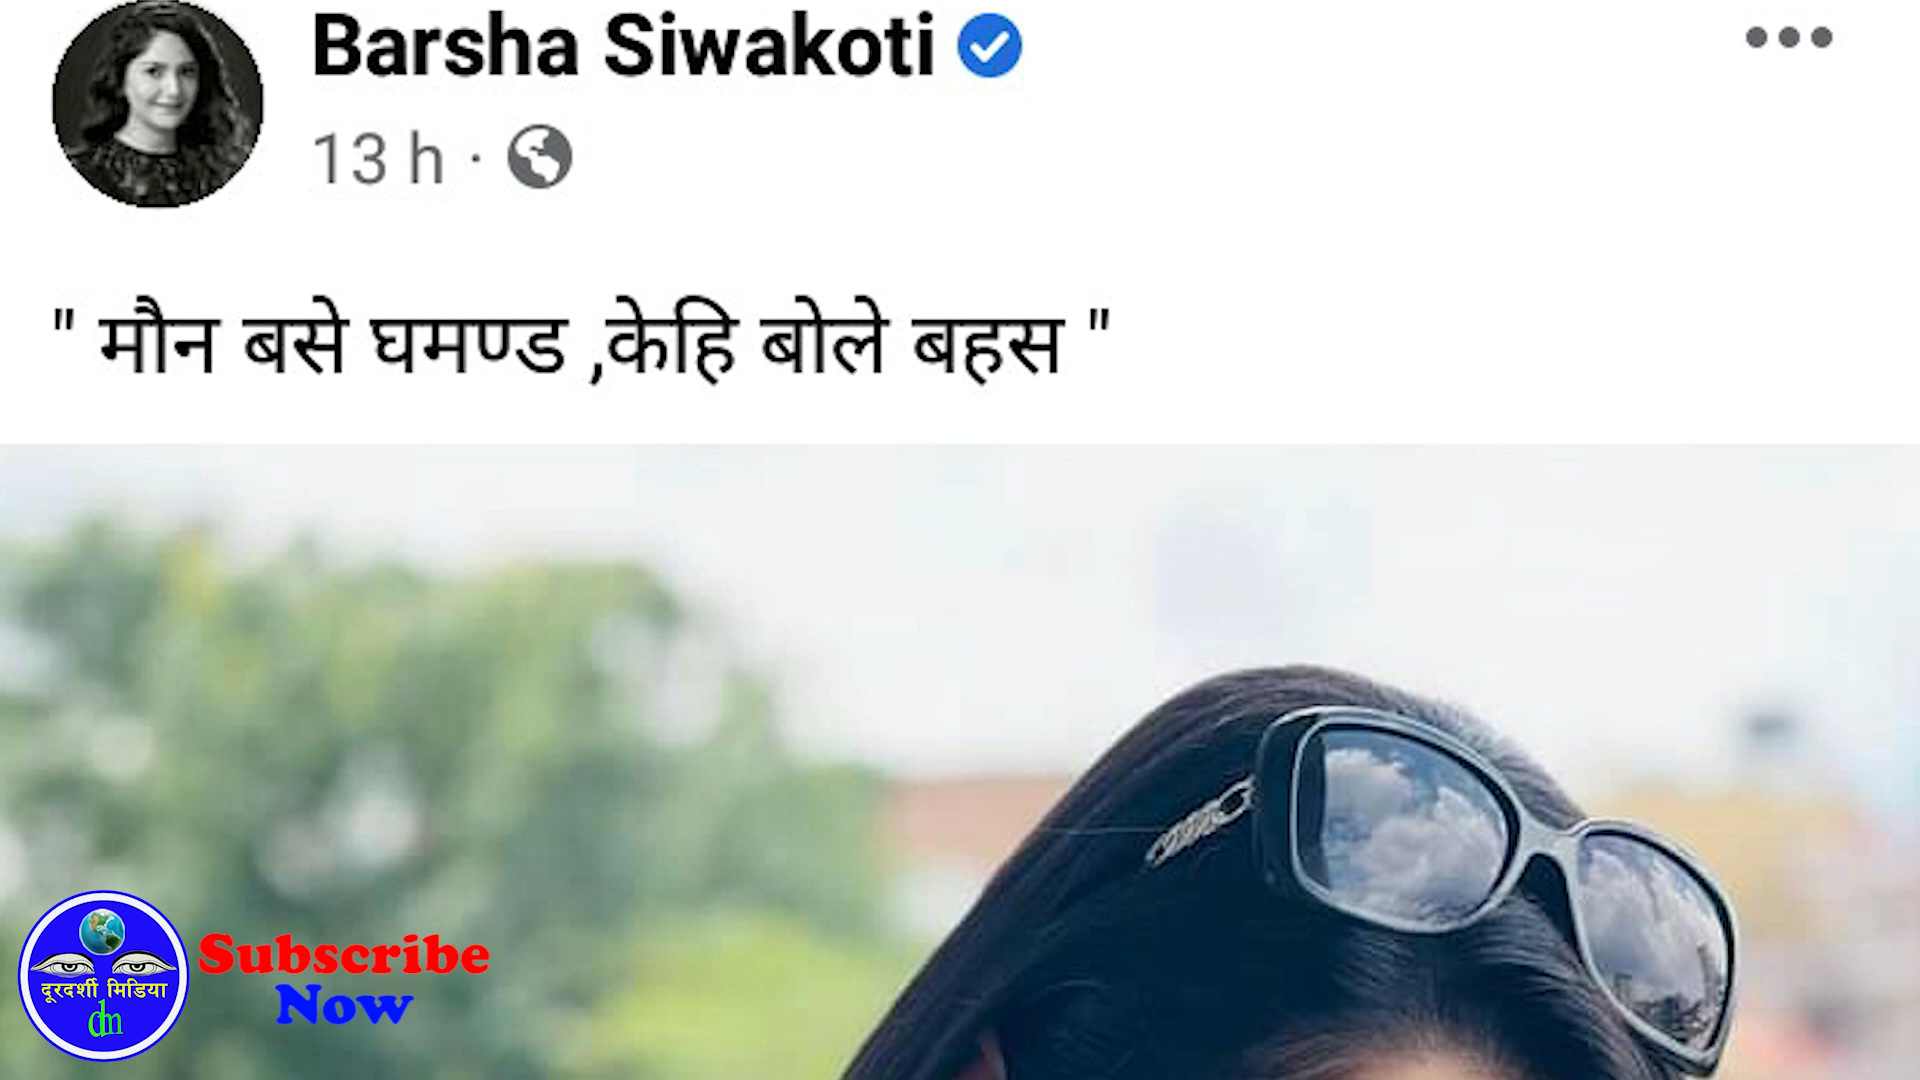 Barsha Siwakoti
13 h ·
" मौन बसे घमण्ड ,केहि बोले बहस "
Subscribe
Now
दूरदर्शी मिडिया
dm